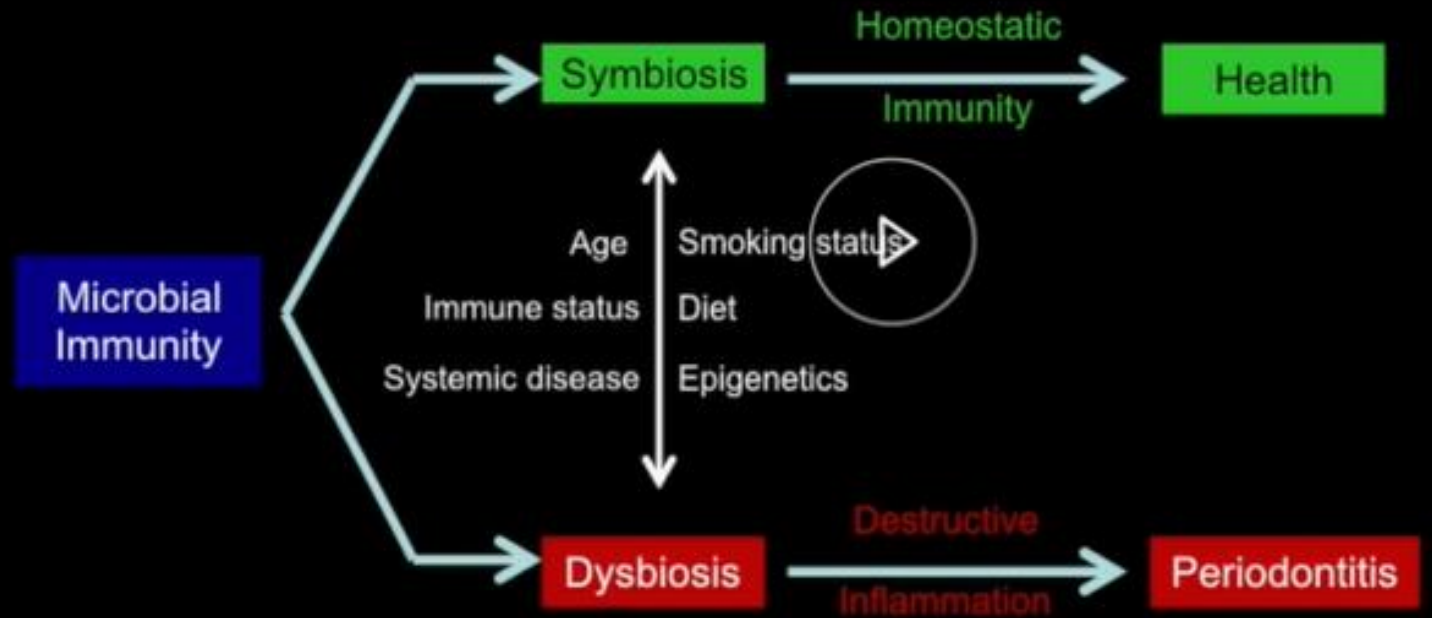 Homeostatic
Symbiosis
Health
Immunity
Age
Smoking status
Microbial
Immunity
Immune status
Diet
Systemic disease
Epigenetics
Destructive
Dysbiosis
Periodontitis
Inflammation